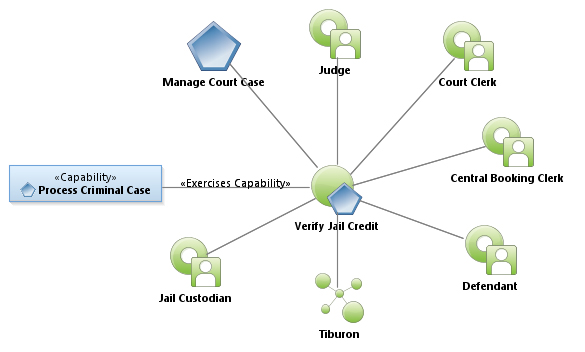 Judge
Manage Court Case
Court Clerk
«Capability»
Process Criminal Case
«Exercises Capability»
Central Booking Clerk
Verify Jail Credit
Jail Custodian
Defendant
Tiburon